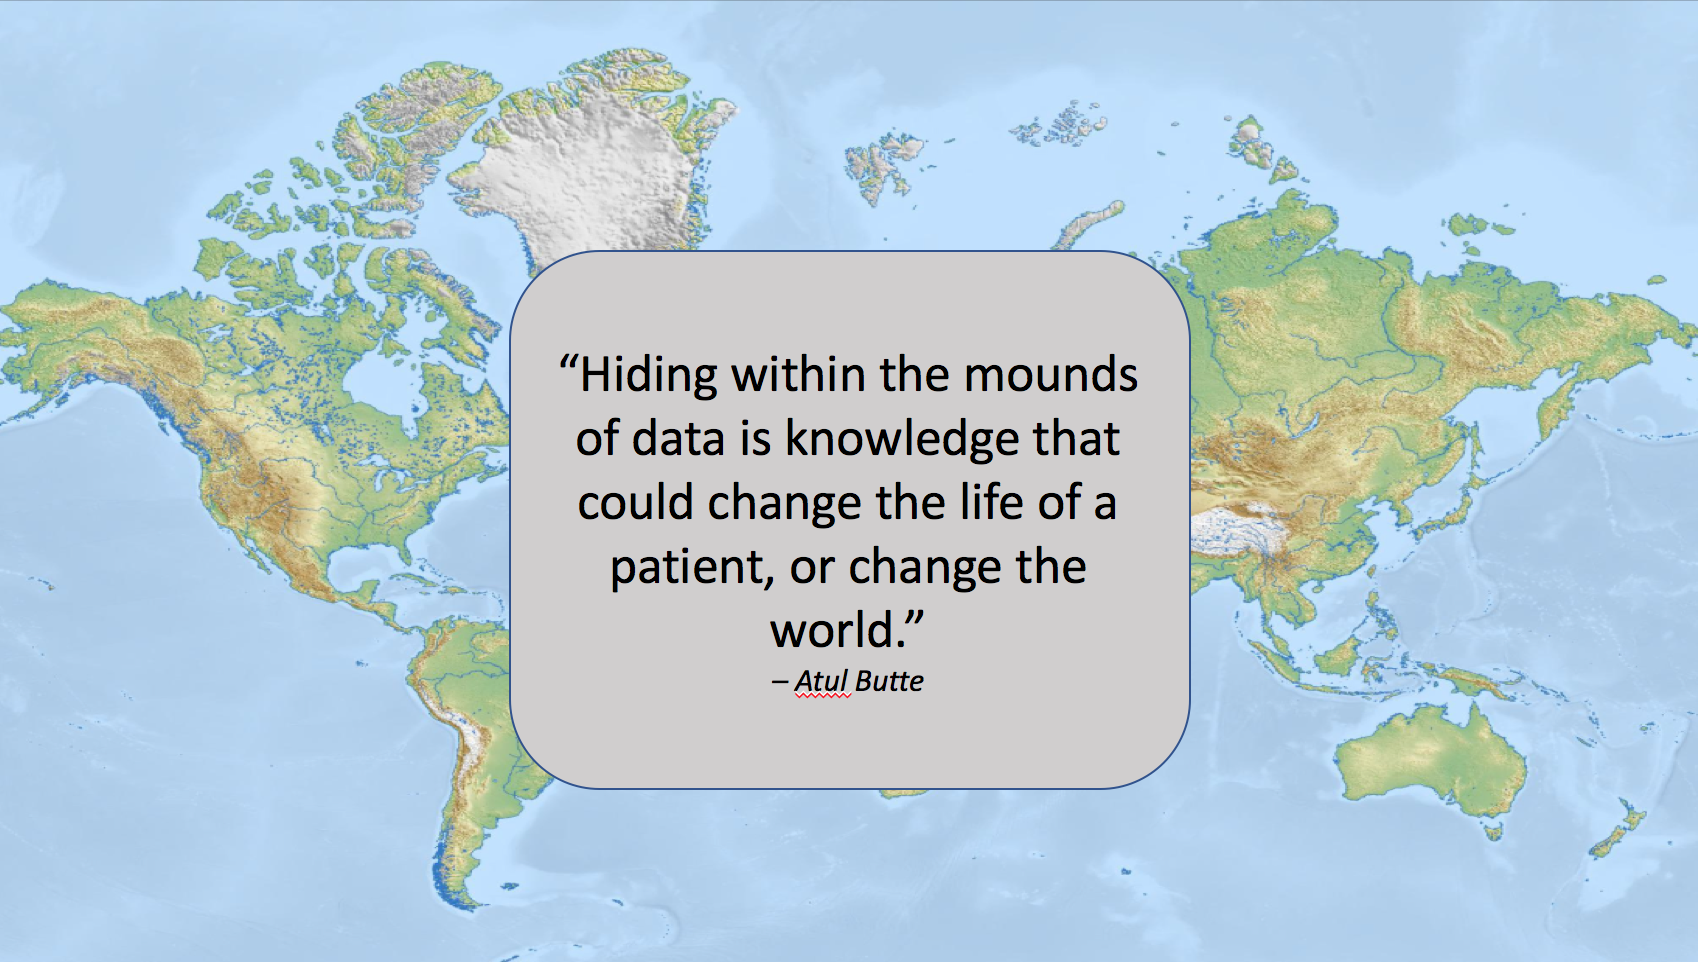 “Hiding within the mounds
of data is knowledge that
could change the life of a
patient, or change the
world.”
– Atul Butte